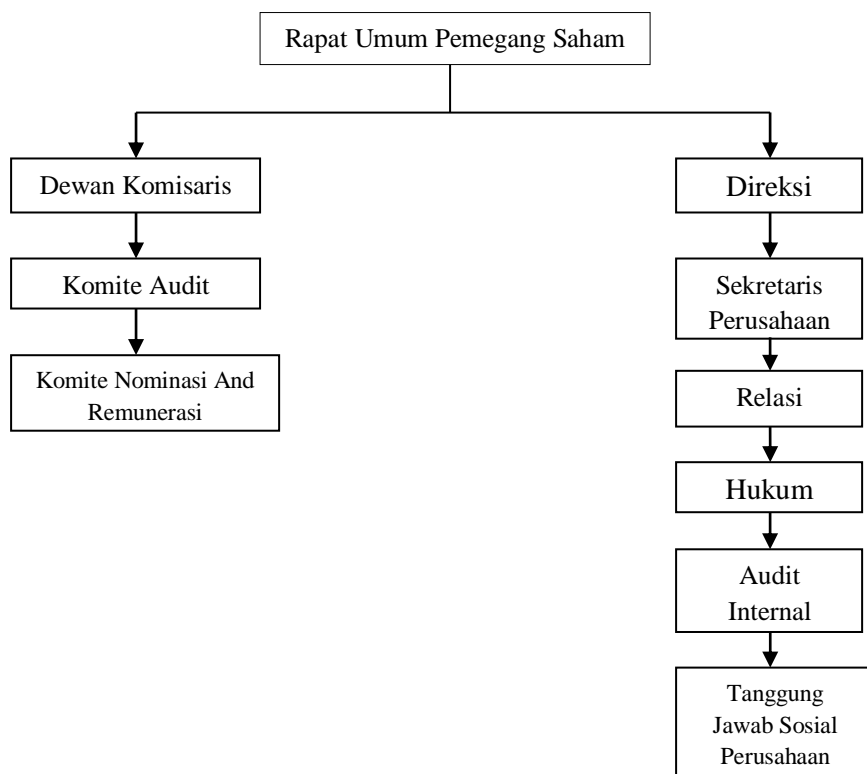 Rapat Umum Pemegang Saham
Dewan Komisaris
Direksi
Komite Audit
Sekretaris
Perusahaan
Komite Nominasi And
Remunerasi
Relasi
Hukum
Audit
Internal
Tanggung
Jawab Sosial
Perusahaan